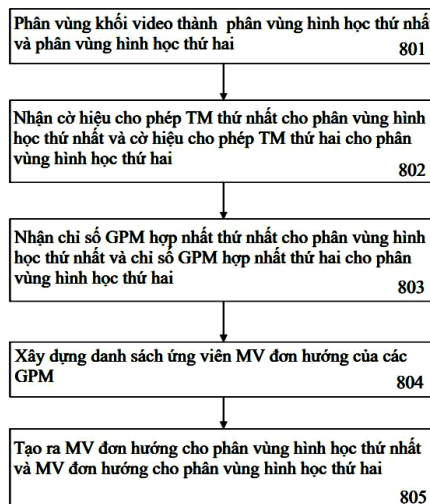 Phân vùng khối video thành phân vùng hình học thứ nhất
và phân vùng hình học thứ hai
801
Nhận cờ hiệu cho phép TM thứ nhất cho phân vùng hình
học thứ nhất và cờ hiệu cho phép TM thứ hai cho phân
vùng hình học thứ hai
802
Nhận chỉ số GPM hợp nhất thứ nhất cho phân vùng hình
học thứ nhất và chỉ số GPM hợp nhất thứ hai cho phân
vùng hình học thứ hai
803
Xây dựng danh sách ứng viên MV đơn hướng của các
GPM
804
Tạo ra MV đơn hướng cho phân vùng hình học thứ nhất
và MV đơn hướng cho phân vùng hình học thứ hai
805